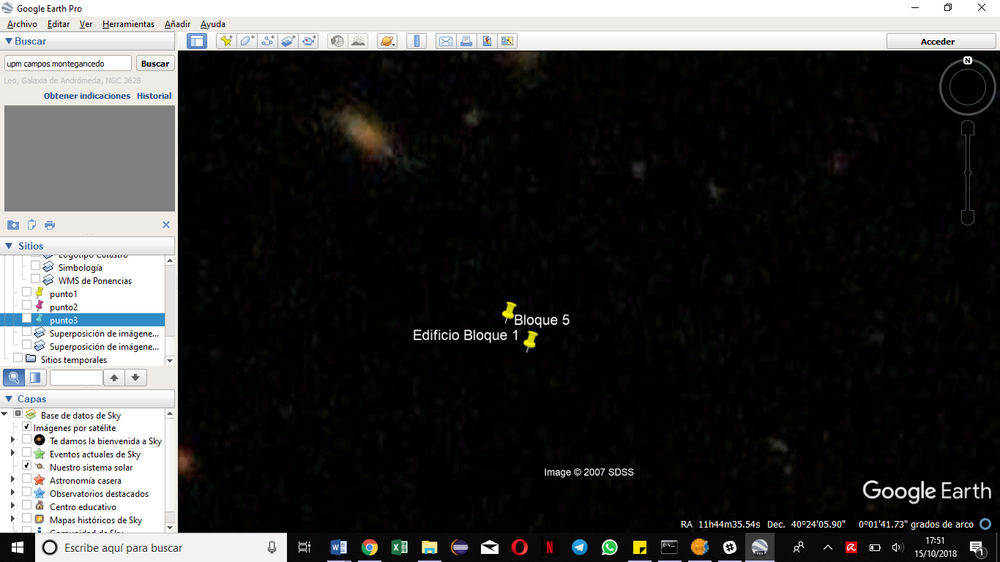 Google Earth Pro
Archivo Editar Ver Herramientas Añadir Ayuda
Buscar
Acceder
upm campos montegancedo Buscar
Leo, Galaxia de Andrómeda, NGC 3628
Obtener indicaciones Historial
N
Sitios
Logotipo Catastro
Simbología
WMS de Ponencias
punto1
punto2
punto3
Superposición de imágene...
Superposición de imágene...
Sitios temporales
Bloque 5
Edificio Bloque 1
Capas
Base de datos de Sky
Imágenes por satélite
Te damos la bienvenida a Sky
Eventos actuales de Sky
Nuestro sistema solar
Astronomía casera
Observatorios destacados
Centro educativo
Mapas históricos de Sky
Comunidad de Sky
Image © 2007 SDSS
Google Earth
RA 11h44m35.54s Dec. 40°24'05.90" 0º01'41.73" grados de arco
Escribe aquí para buscar
Pro
17:51
15/10/2018
1